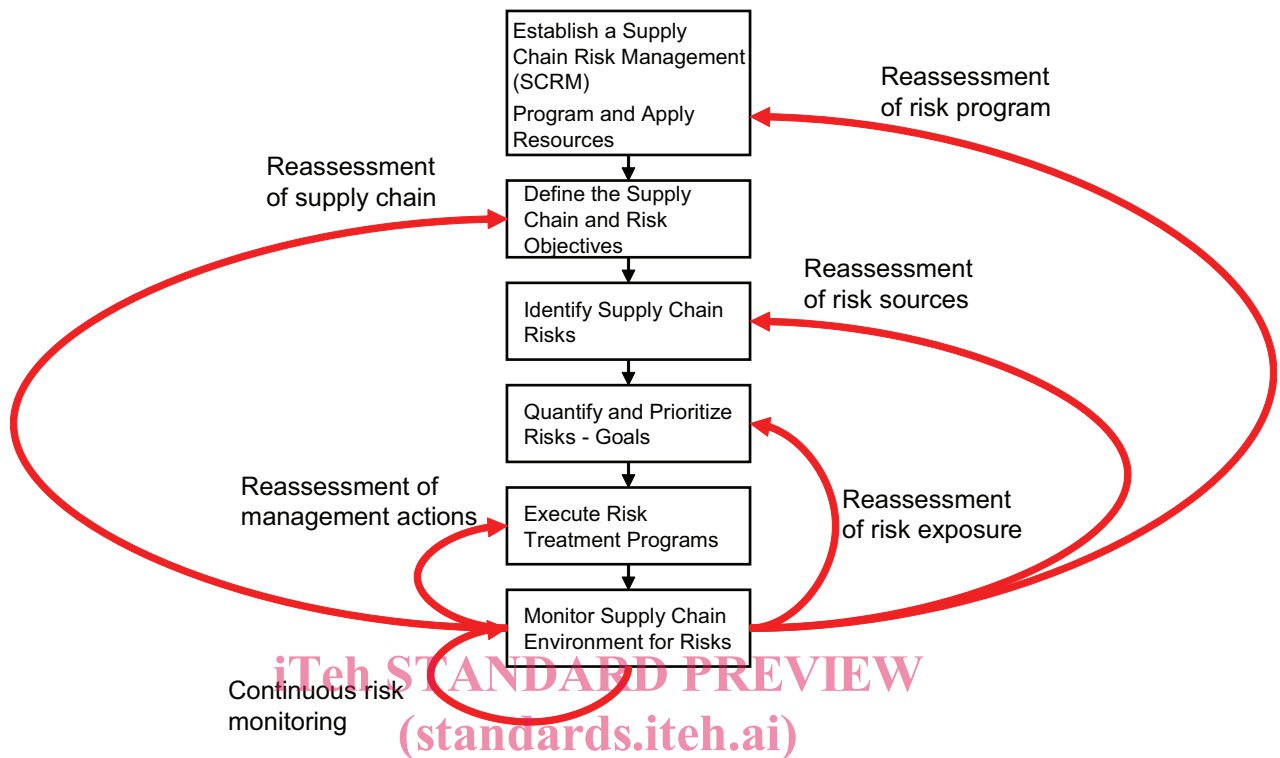 Establish a Supply
Chain Risk Management
(SCRM)
Program and Apply
Resources
Reassessment
of risk program
Reassessment
of supply chain
Define the Supply
Chain and Risk
Objectives
Reassessment
of risk sources
Identify Supply Chain
Risks
Quantify and Prioritize
Risks - Goals
Reassessment of
management actions
Reassessment
of risk exposure
Execute Risk
Treatment Programs
Monitor Supply Chain
Environment for Risks
iTeh STANDARD PREVIEW
Continuous risk
monitoring
(standards.iteh.ai)